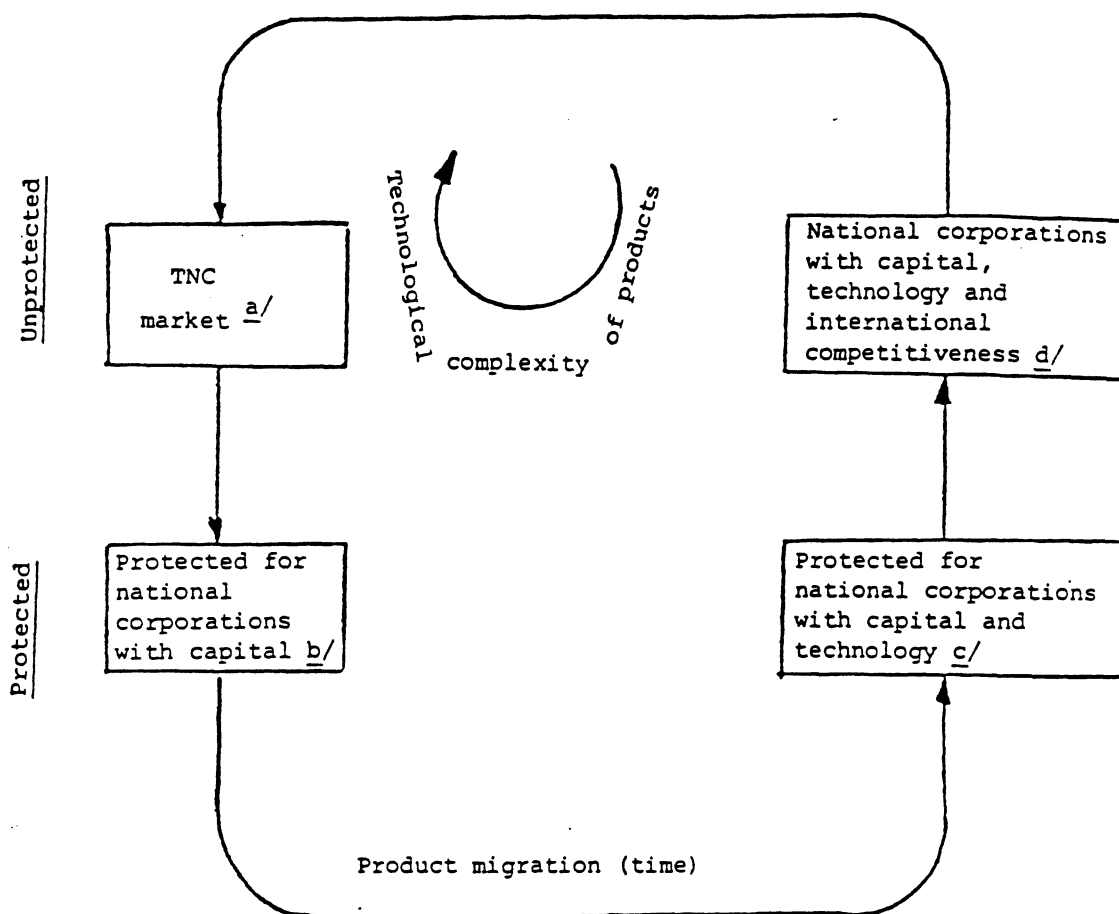 Unprotected
TNC
market a/
Technological
complexity
of products
National corporations
with capital,
technology and
international
competitiveness d/
Protected
Protected for
national
corporations
with capital b/
Protected for
national corporations
with capital and
technology c/
Product migration (time)